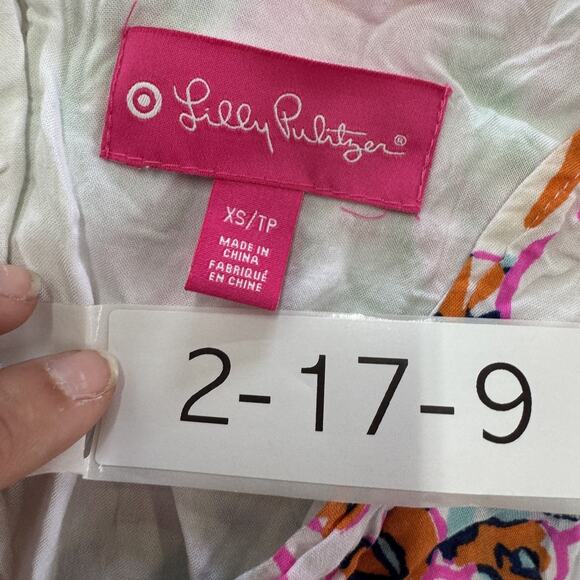 Lilly Pulitzer®
XS/TP
MADE IN
CHINA
FABRIQUÉ
EN CHINE
2-17-9